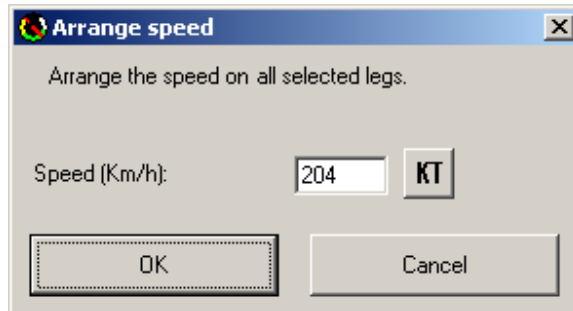 Arrange speed
Arrange the speed on all selected legs.
Speed (Km/h): 204 KT
OK Cancel